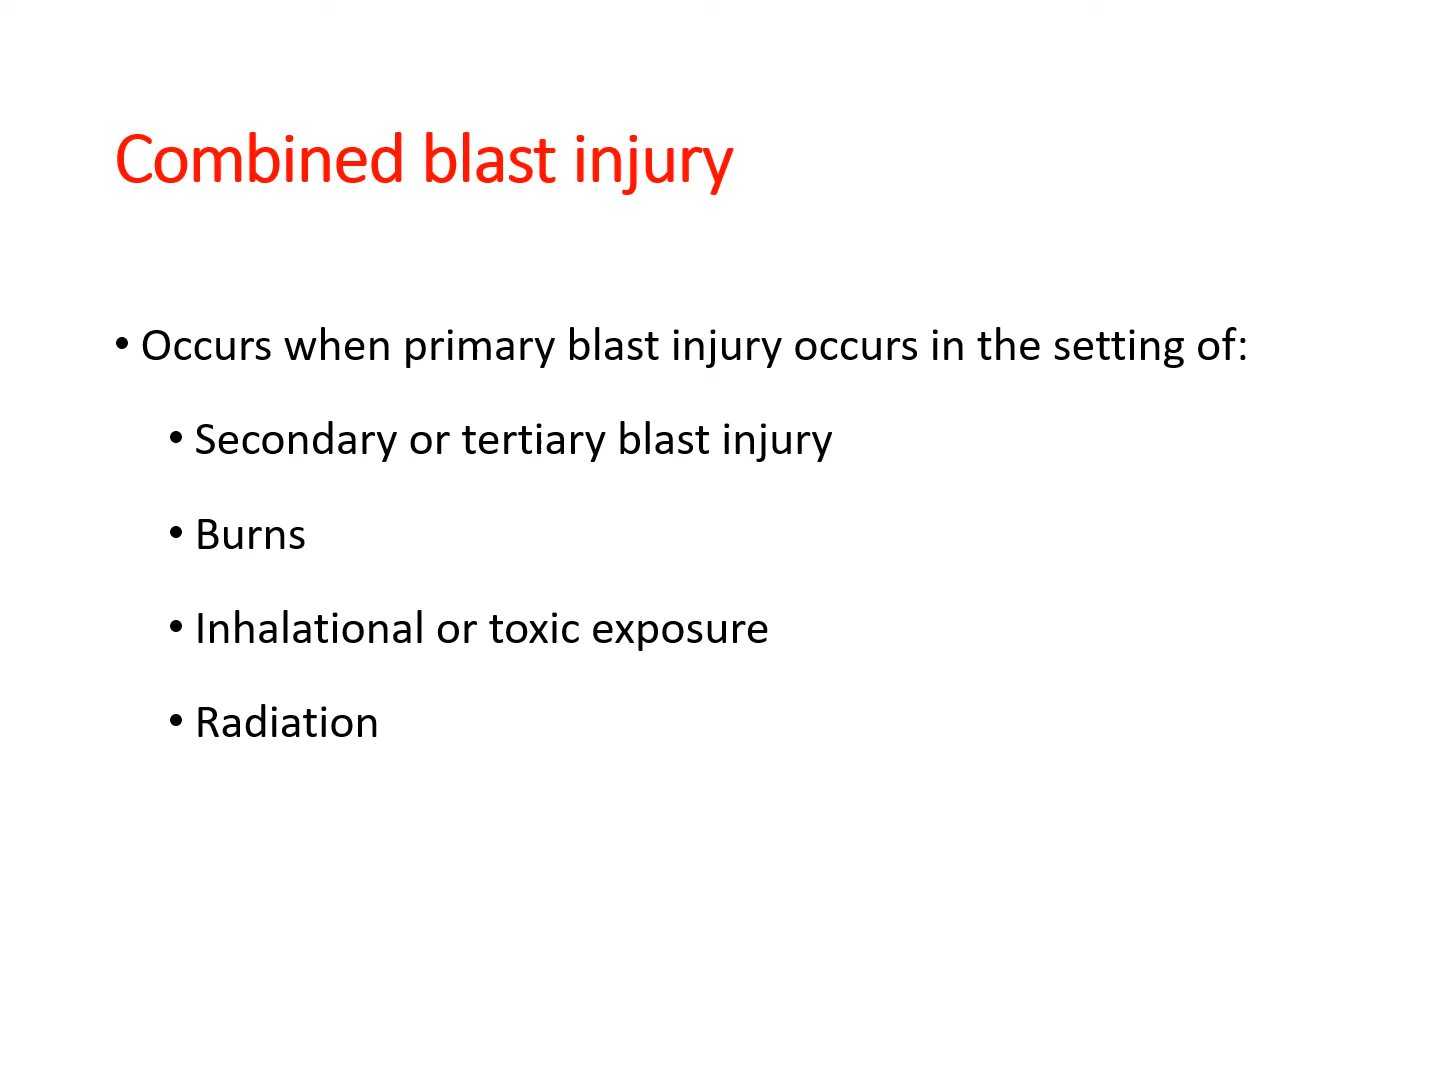 Combined blast injury
• Occurs when primary blast injury occurs in the setting of:
• Secondary or tertiary blast injury
• Burns
• Inhalational or toxic exposure
• Radiation